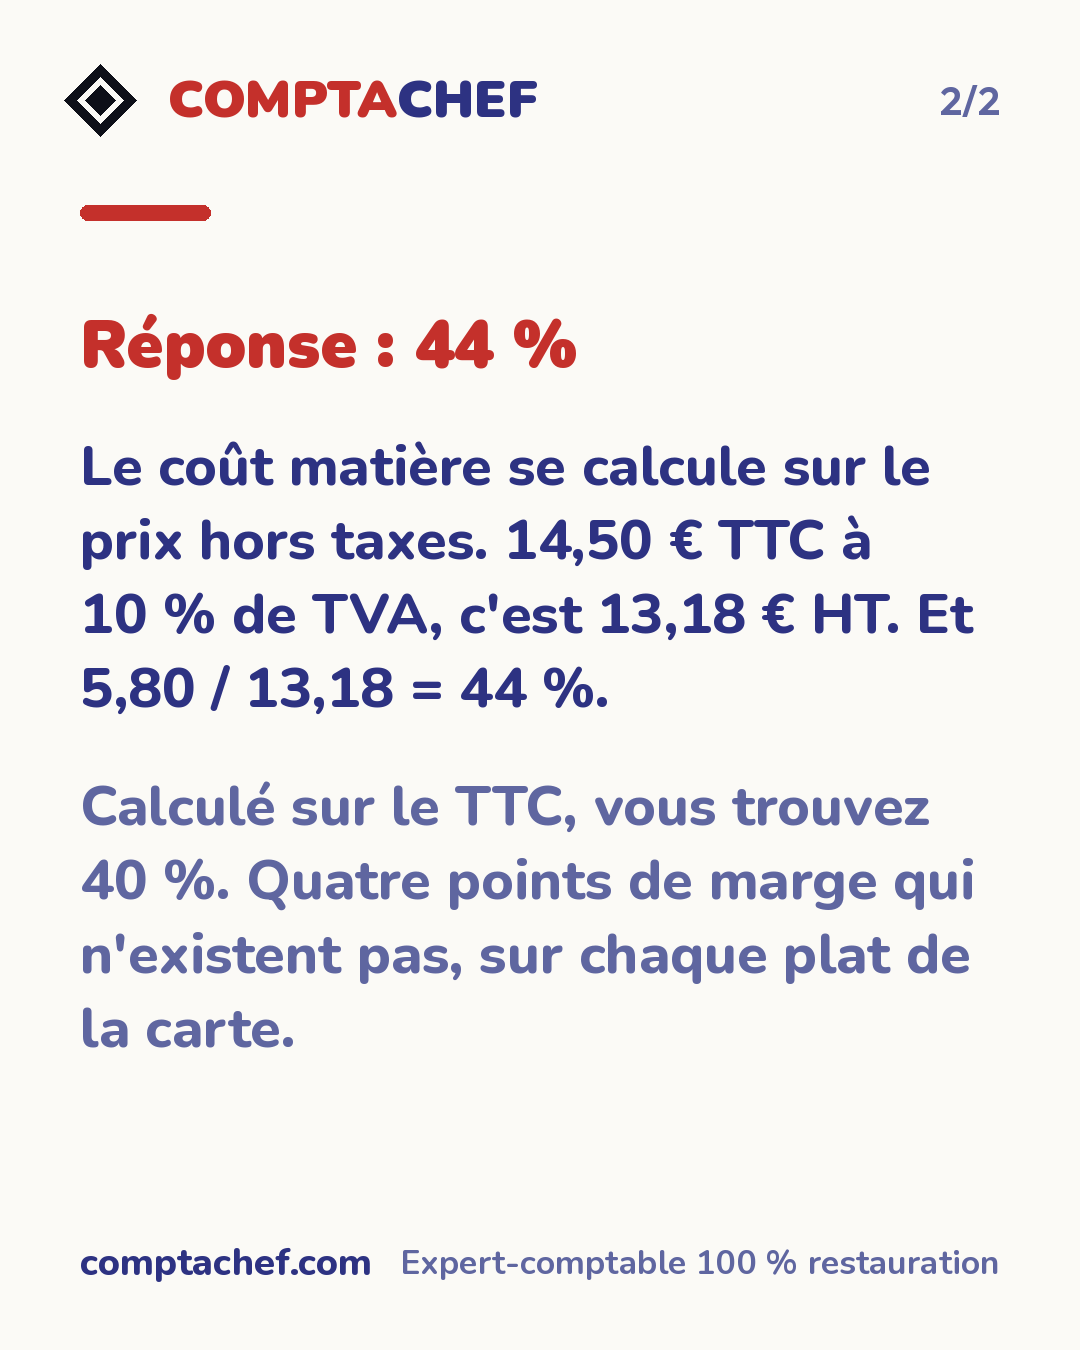 COMPTACHEF
2/2
Réponse : 44 %
Le coût matière se calcule sur le
prix hors taxes. 14,50 € TTC à
10 % de TVA, c'est 13,18 € HT. Et
5,80 / 13,18 = 44 %.
Calculé sur le TTC, vous trouvez
40 %. Quatre points de marge qui
n'existent pas, sur chaque plat de
la carte.
comptachef.com Expert-comptable 100 % restauration